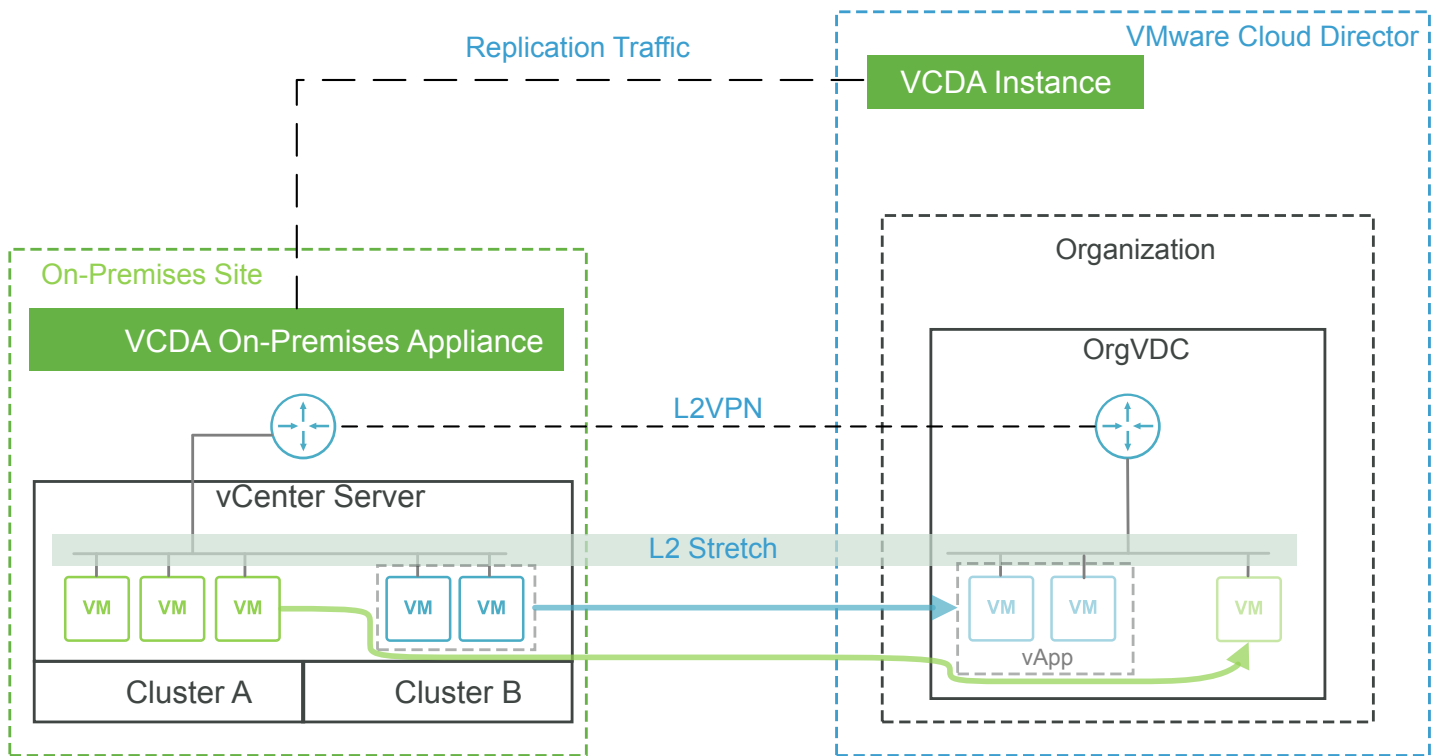 Replication Traffic
VMware Cloud Director
VCDA Instance
Organization
On-Premises Site
VCDA On-Premises Appliance
OrgVDC
L2VPN
vCenter Server
L2 Stretch
VM VM VM VM VM VM VM VM
vApp
Cluster A Cluster B